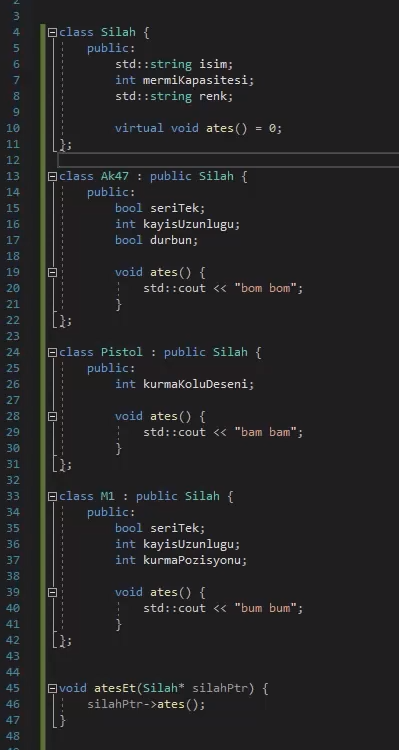 3
4 class Silah {
5 public:
6 std::string isim;
7 int mermiKapasitesi;
8 std::string renk;
9
10 virtual void ates() = 0;
11 };
12
13 class Ak47 : public Silah {
14 public:
15 bool seriTek;
16 int kayisUzunlugu;
17 bool durbun;
18
19 void ates() {
20 std::cout << "bom bom";
21 }
22 };
23
24 class Pistol : public Silah {
25 public:
26 int kurmaKoluDeseni;
27
28 void ates() {
29 std::cout << "bam bam";
30 }
31 };
32
33 class M1 : public Silah {
34 public:
35 bool seriTek;
36 int kayisUzunlugu;
37 int kurmaPozisyonu;
38
39 void ates() {
40 std::cout << "bum bum";
41 }
42 };
43
44
45 void atesEt(Silah* silahPtr) {
46 silahPtr->ates();
47 }
48